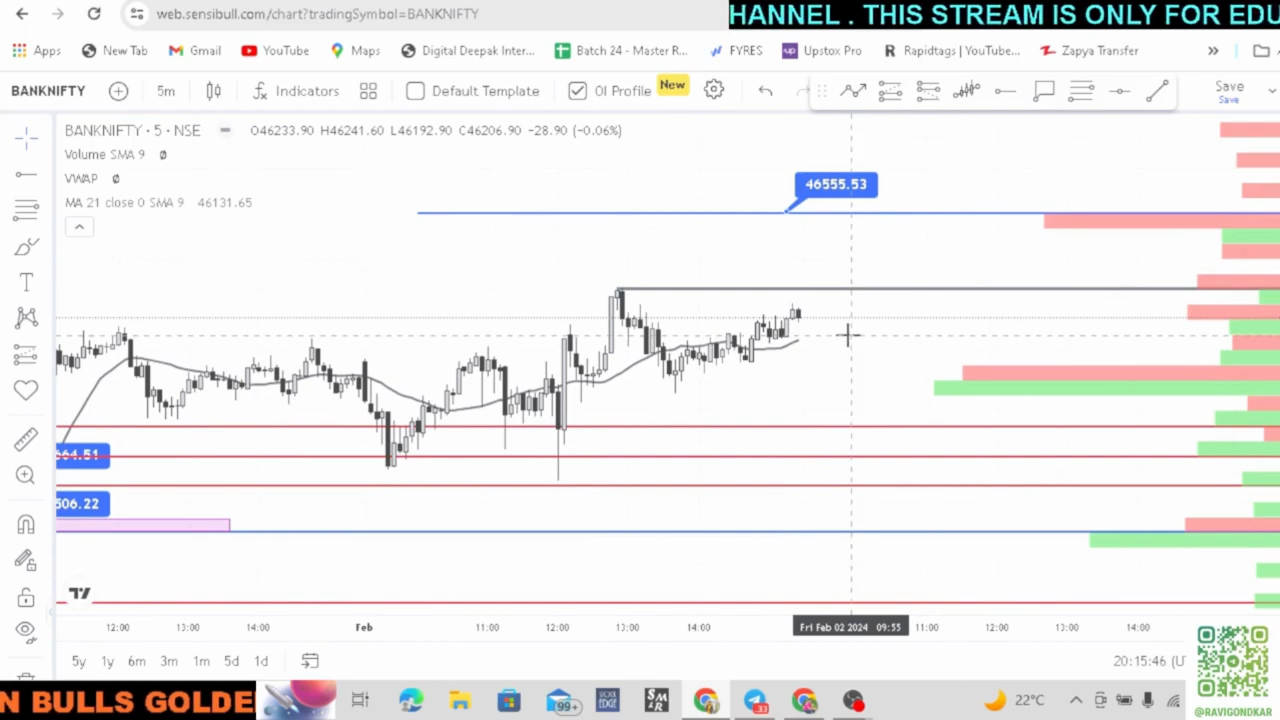 web.sensibull.com/chart?tradingSymbol=BANKNIFTY
HANNEL . THIS STREAM IS ONLY FOR EDU
Apps New Tab Gmail YouTube Maps Digital Deepak Inter... Batch 24 - Master R... FYRES Upstox Pro Rapidtags | YouTube... Zapya Transfer »
BANKNIFTY 5m Indicators Default Template OI Profile New Save
Save
BANKNIFTY · 5 · NSE O46233.90 H46241.60 L46192.90 C46206.90 −28.90 (−0.06%)
Volume SMA 9 Ø
VWAP Ø
MA 21 close 0 SMA 9 46131.65
46555.53
664.51
506.22
12:00 13:00 14:00 Feb 11:00 12:00 13:00 14:00 Fri Feb 02 2024 09:55 11:00 12:00 13:00 14:00
5y 1y 6m 3m 1m 5d 1d 20:15:46 (U
N BULLS GOLDE
99+
33
22°C
@RAVIGONDKAR